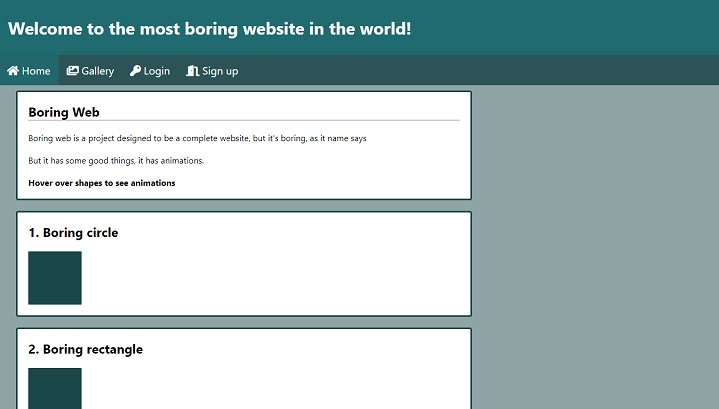 Welcome to the most boring website in the world!
Home Gallery Login Sign up
Boring Web
Boring web is a project designed to be a complete website, but it's boring, as it name says
But it has some good things, it has animations.
Hover over shapes to see animations
1. Boring circle
2. Boring rectangle